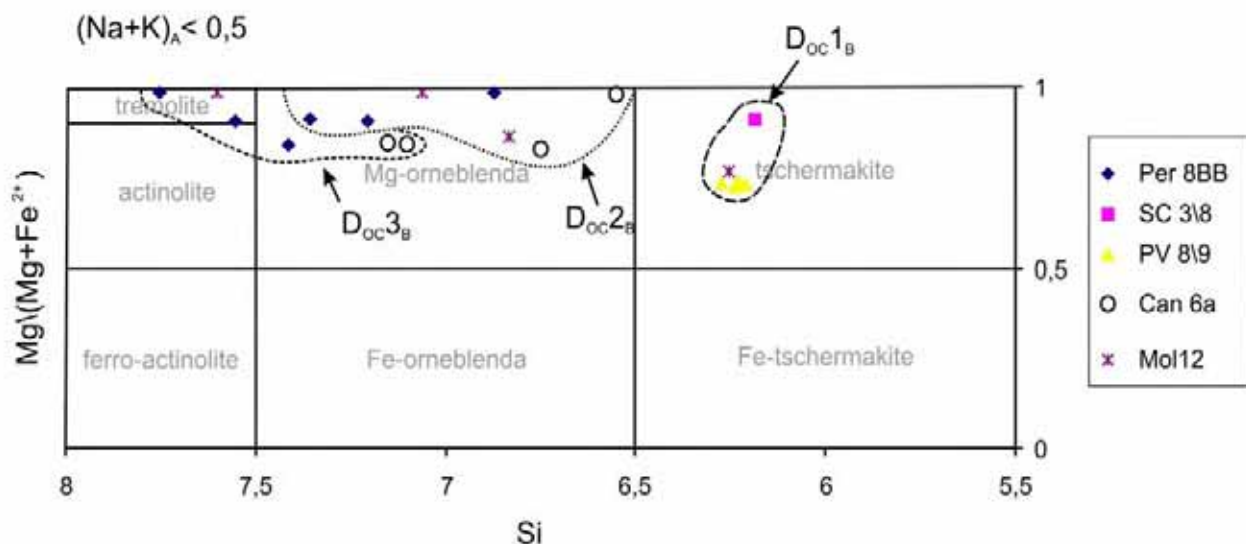 (Na+K)A< 0,5
DOC1B
tremolite
tschermakite
Mg-orneblenda
actinolite
DOC3B
DOC2B
ferro-actinolite
Fe-orneblenda
Fe-tschermakite
Mg\(Mg+Fe2+)
1
0,5
0
8
7,5
7
6,5
6
5,5
Si
Per 8BB
SC 3\8
PV 8\9
Can 6a
Mol12